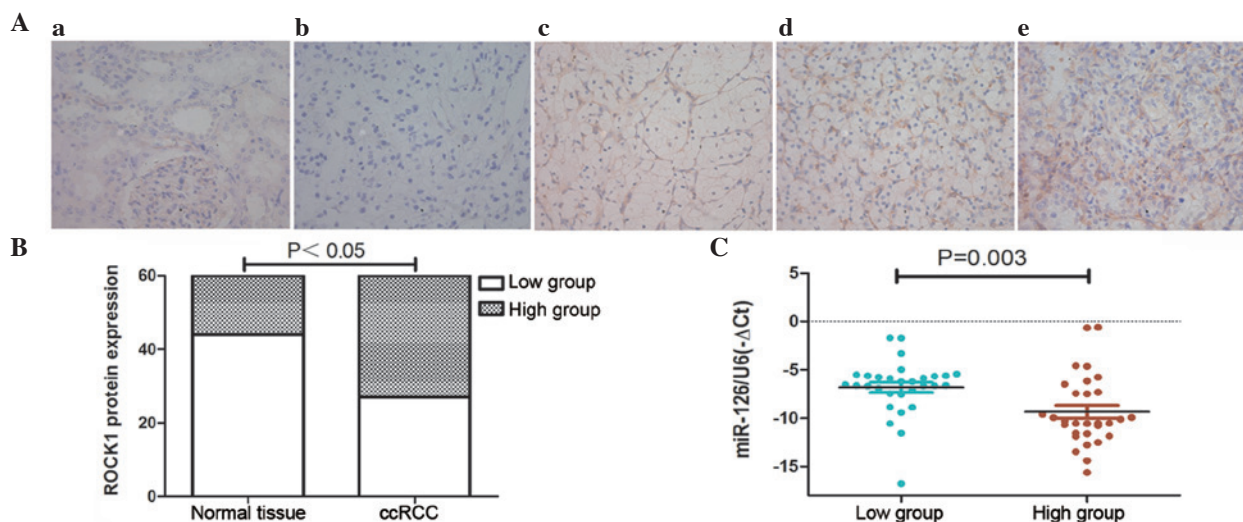 A
a
b
c
d
e
B
P< 0.05
ROCK1 protein expression
60
40
20
0
Normal tissue
ccRCC
Low group
High group
C
P=0.003
miR-126/U6(-ΔCt)
5
0
-5
-10
-15
Low group
High group